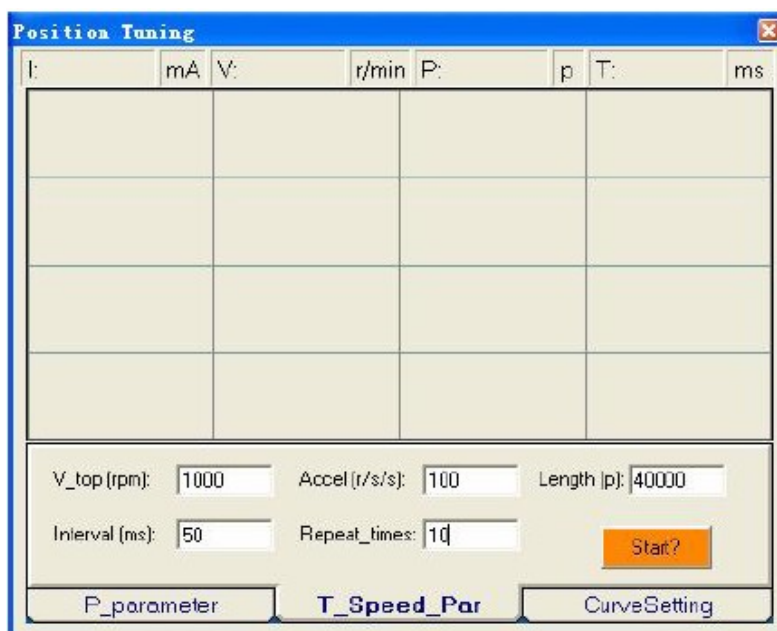 Position Tuning
I: mA V: r/min P: p T: ms
V_top (rpm): 1000 Accel (r/s/s): 100 Length (p): 40000
Interval (ms): 50 Repeat_times: 10 Start?
P_parameter T_Speed_Par CurveSetting